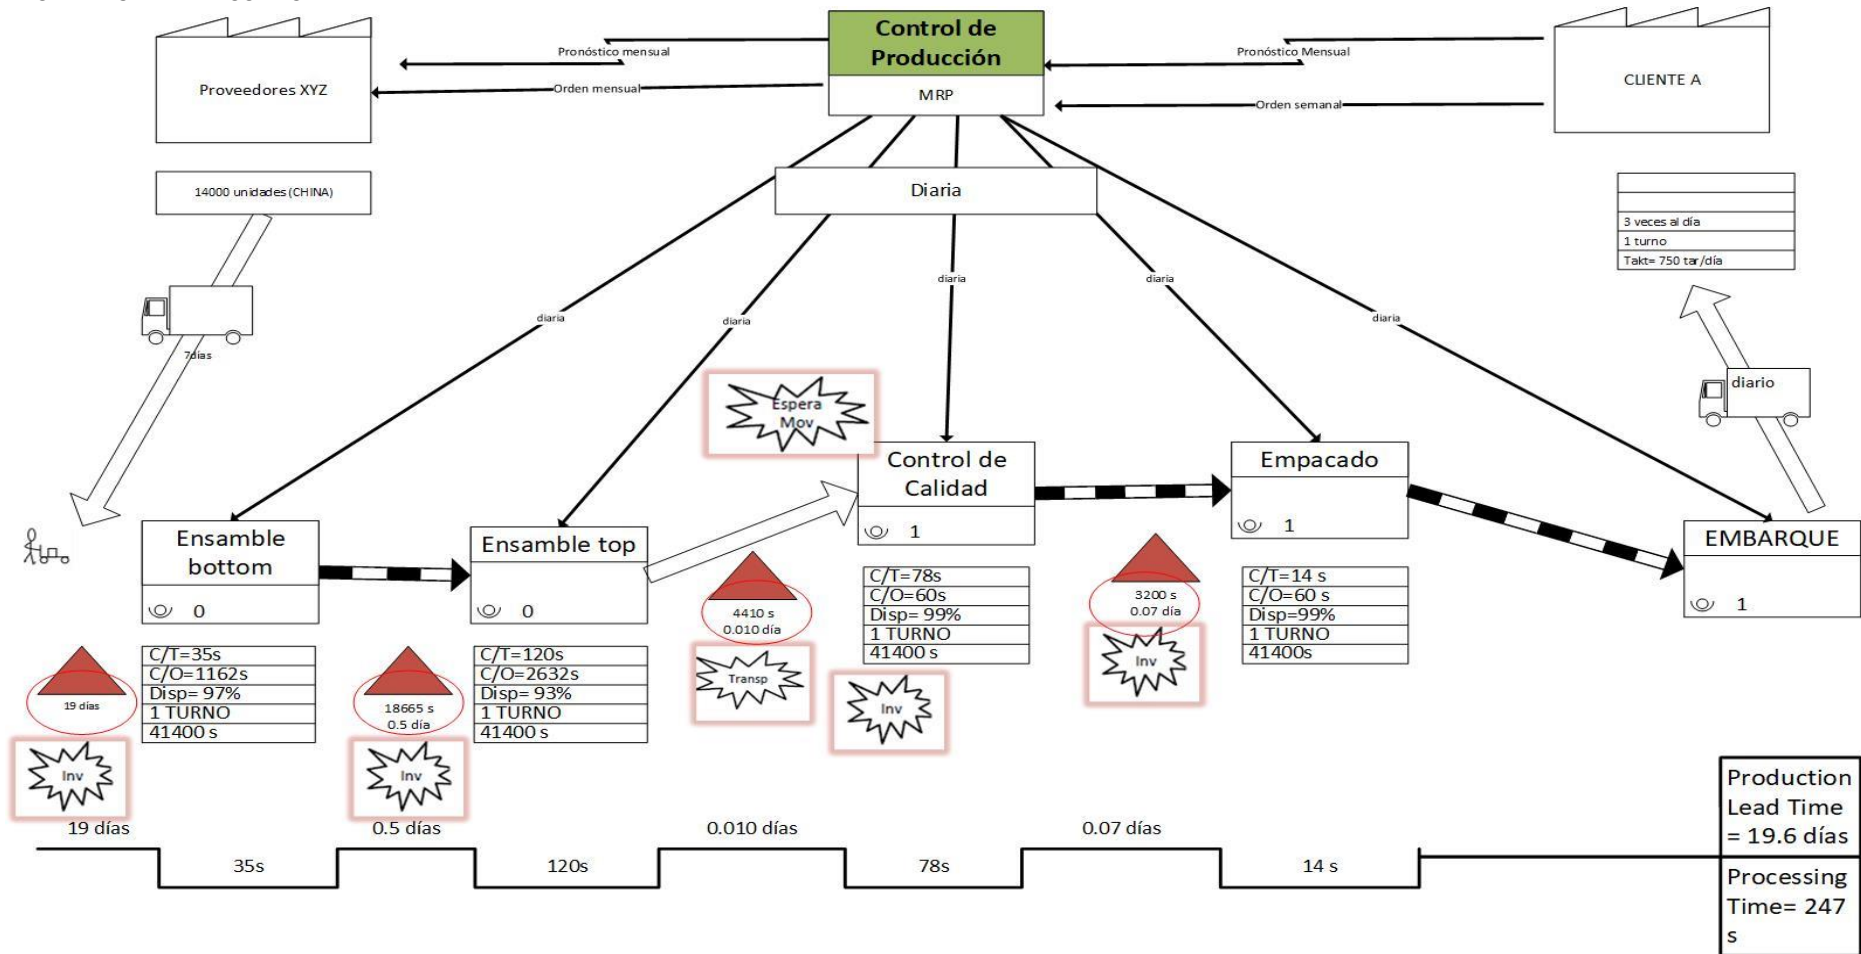 Control de
Producción
MRP
Proveedores XYZ
Pronóstico mensual
Orden mensual
Pronóstico Mensual
Orden semanal
CLIENTE A
14000 unidades (CHINA)
Diaria
3 veces al día
1 turno
Takt= 750 tar/día
7días
diaria
diaria
diaria
diaria
diaria
diario
Espera
Mov
Ensamble
bottom
0
Ensamble top
0
Control de
Calidad
1
Empacado
1
EMBARQUE
1
19 días
Inv
C/T=35s
C/O=1162s
Disp= 97%
1 TURNO
41400 s
18665 s
0.5 día
Inv
C/T=120s
C/O=2632s
Disp= 93%
1 TURNO
41400 s
4410 s
0.010 día
Transp
Inv
C/T=78s
C/O=60s
Disp= 99%
1 TURNO
41400 s
3200 s
0.07 día
Inv
C/T=14 s
C/O=60 s
Disp=99%
1 TURNO
41400s
19 días
35s
0.5 días
120s
0.010 días
78s
0.07 días
14 s
Production
Lead Time
= 19.6 días
Processing
Time= 247
s